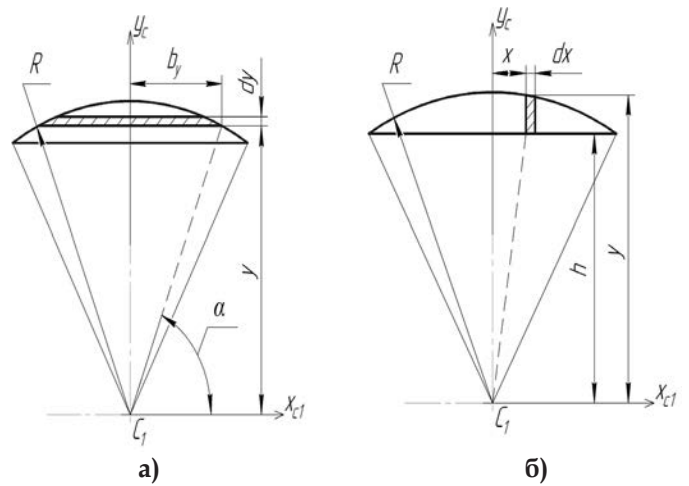 y_c
b_y
R
dy
y
α
x_c1
C_1
а)
y_c
x
dx
R
h
y
x_c1
C_1
б)